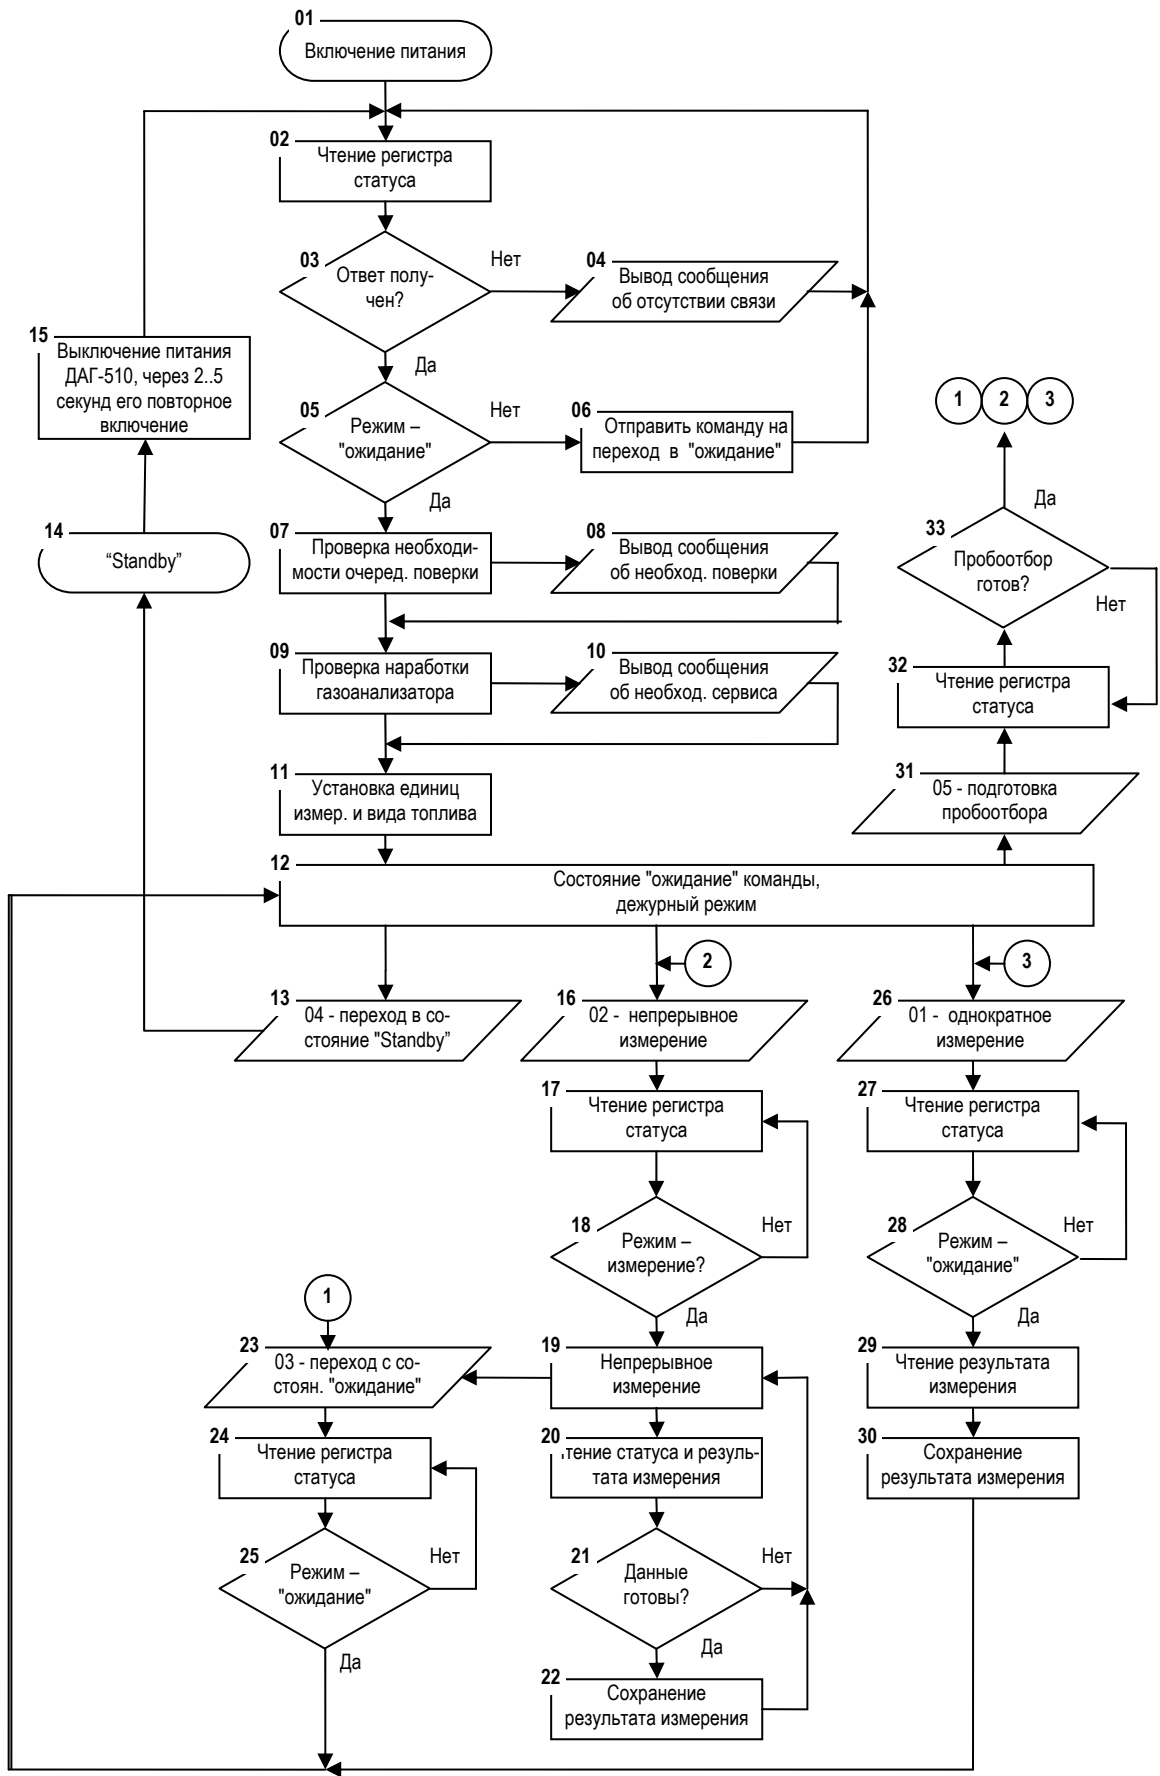 01
Включение питания
02
Чтение регистра
статуса
03
Ответ полу-
чен?
Нет
Да
04
Вывод сообщения
об отсутствии связи
05
Режим –
"ожидание"
Нет
Да
06
Отправить команду на
переход в "ожидание"
07
Проверка необходи-
мости очеред. поверки
08
Вывод сообщения
об необход. поверки
09
Проверка наработки
газоанализатора
10
Вывод сообщения
об необход. сервиса
11
Установка единиц
измер. и вида топлива
12
Состояние "ожидание" команды,
дежурный режим
13
04 - переход в со-
стояние "Standby"
14
“Standby”
15
Выключение питания
ДАГ-510, через 2..5
секунд его повторное
включение
2
16
02 - непрерывное
измерение
17
Чтение регистра
статуса
18
Режим –
измерение?
Нет
Да
19
Непрерывное
измерение
20
тение статуса и резуль-
тата измерения
21
Данные
готовы?
Нет
Да
22
Сохранение
результата измерения
1
23
03 - переход с со-
стоян. "ожидание"
24
Чтение регистра
статуса
25
Режим –
"ожидание"
Нет
Да
3
26
01 - однократное
измерение
27
Чтение регистра
статуса
28
Режим –
"ожидание"
Нет
Да
29
Чтение результата
измерения
30
Сохранение
результата измерения
31
05 - подготовка
пробоотбора
32
Чтение регистра
статуса
33
Пробоотбор
готов?
Да
Нет
1 2 3